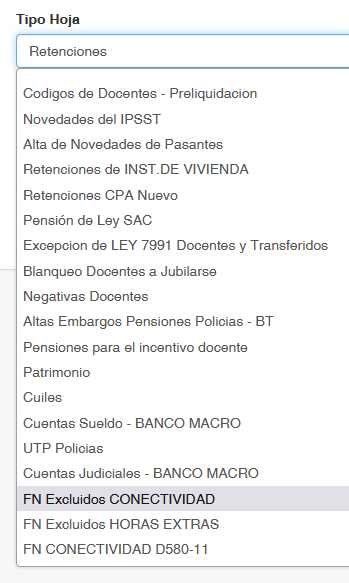 Tipo Hoja
Retenciones
Codigos de Docentes - Preliquidacion
Novedades del IPSST
Alta de Novedades de Pasantes
Retenciones de INST.DE VIVIENDA
Retenciones CPA Nuevo
Pensión de Ley SAC
Excepcion de LEY 7991 Docentes y Transferidos
Blanqueo Docentes a Jubilarse
Negativas Docentes
Altas Embargos Pensiones Policias - BT
Pensiones para el incentivo docente
Patrimonio
Cuiles
Cuentas Sueldo - BANCO MACRO
UTP Policias
Cuentas Judiciales - BANCO MACRO
FN Excluidos CONECTIVIDAD
FN Excluidos HORAS EXTRAS
FN CONECTIVIDAD D580-11